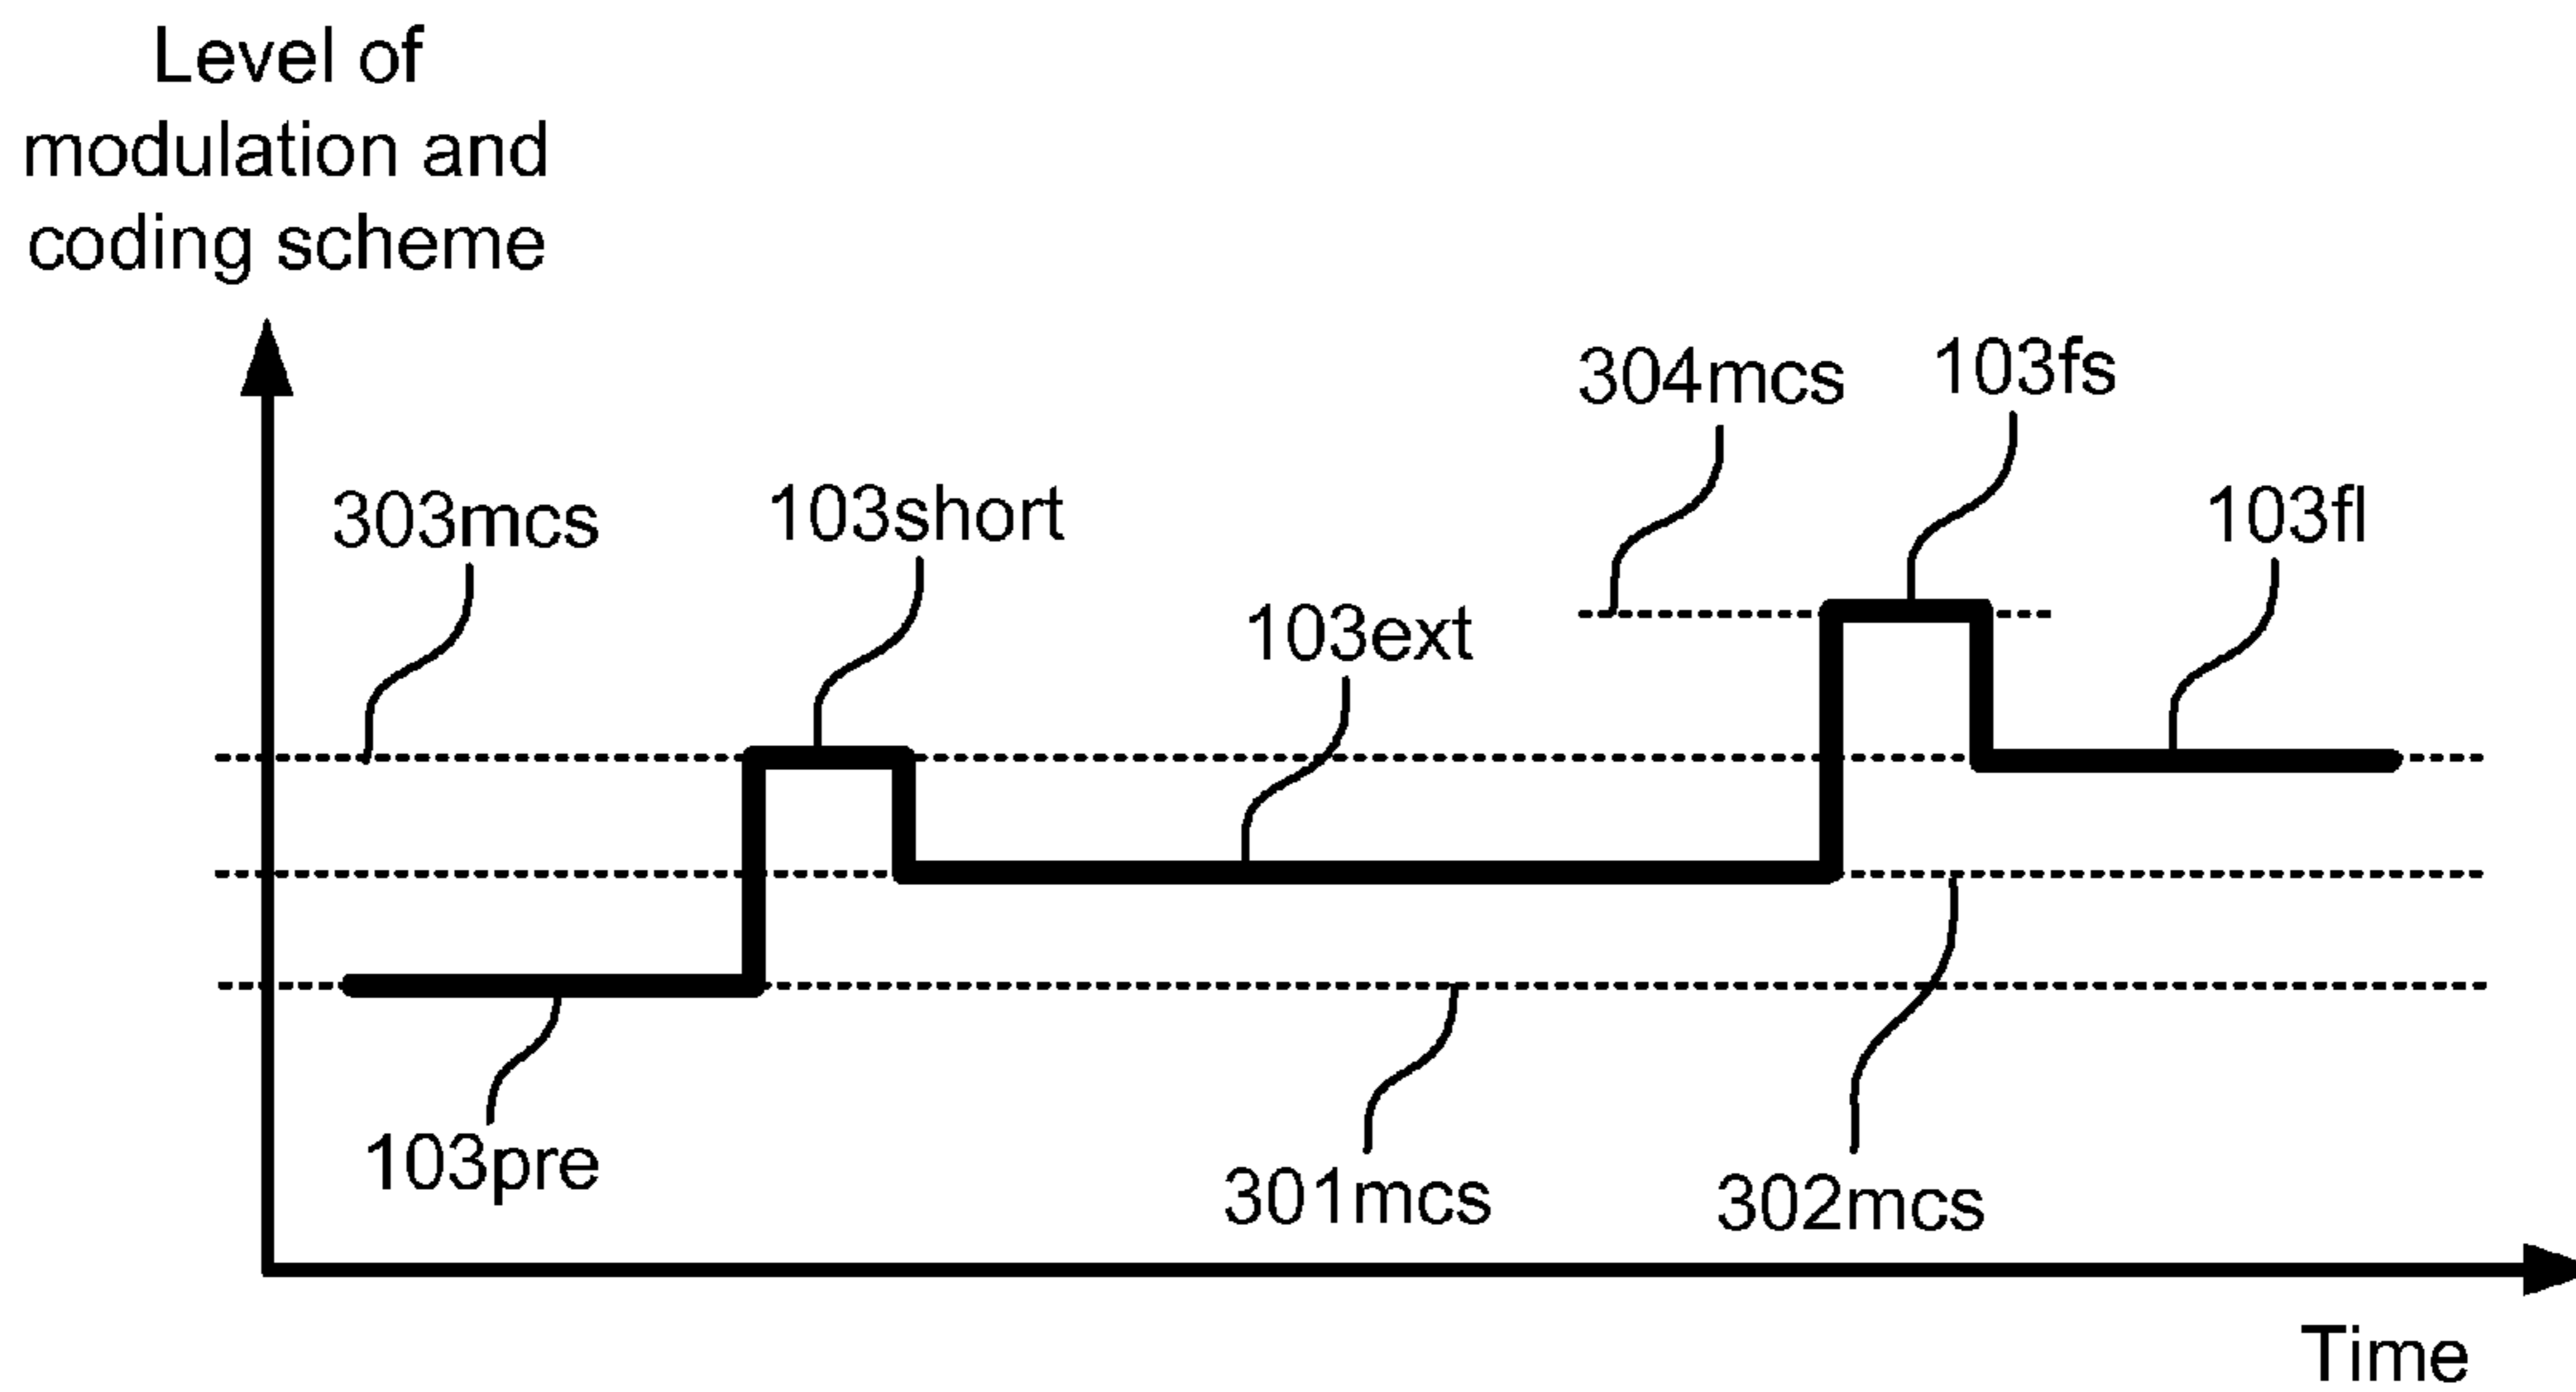 Level of
modulation and
coding scheme
304mcs
103fs
303mcs
103short
103fl
103ext
103pre
301mcs
302mcs
Time